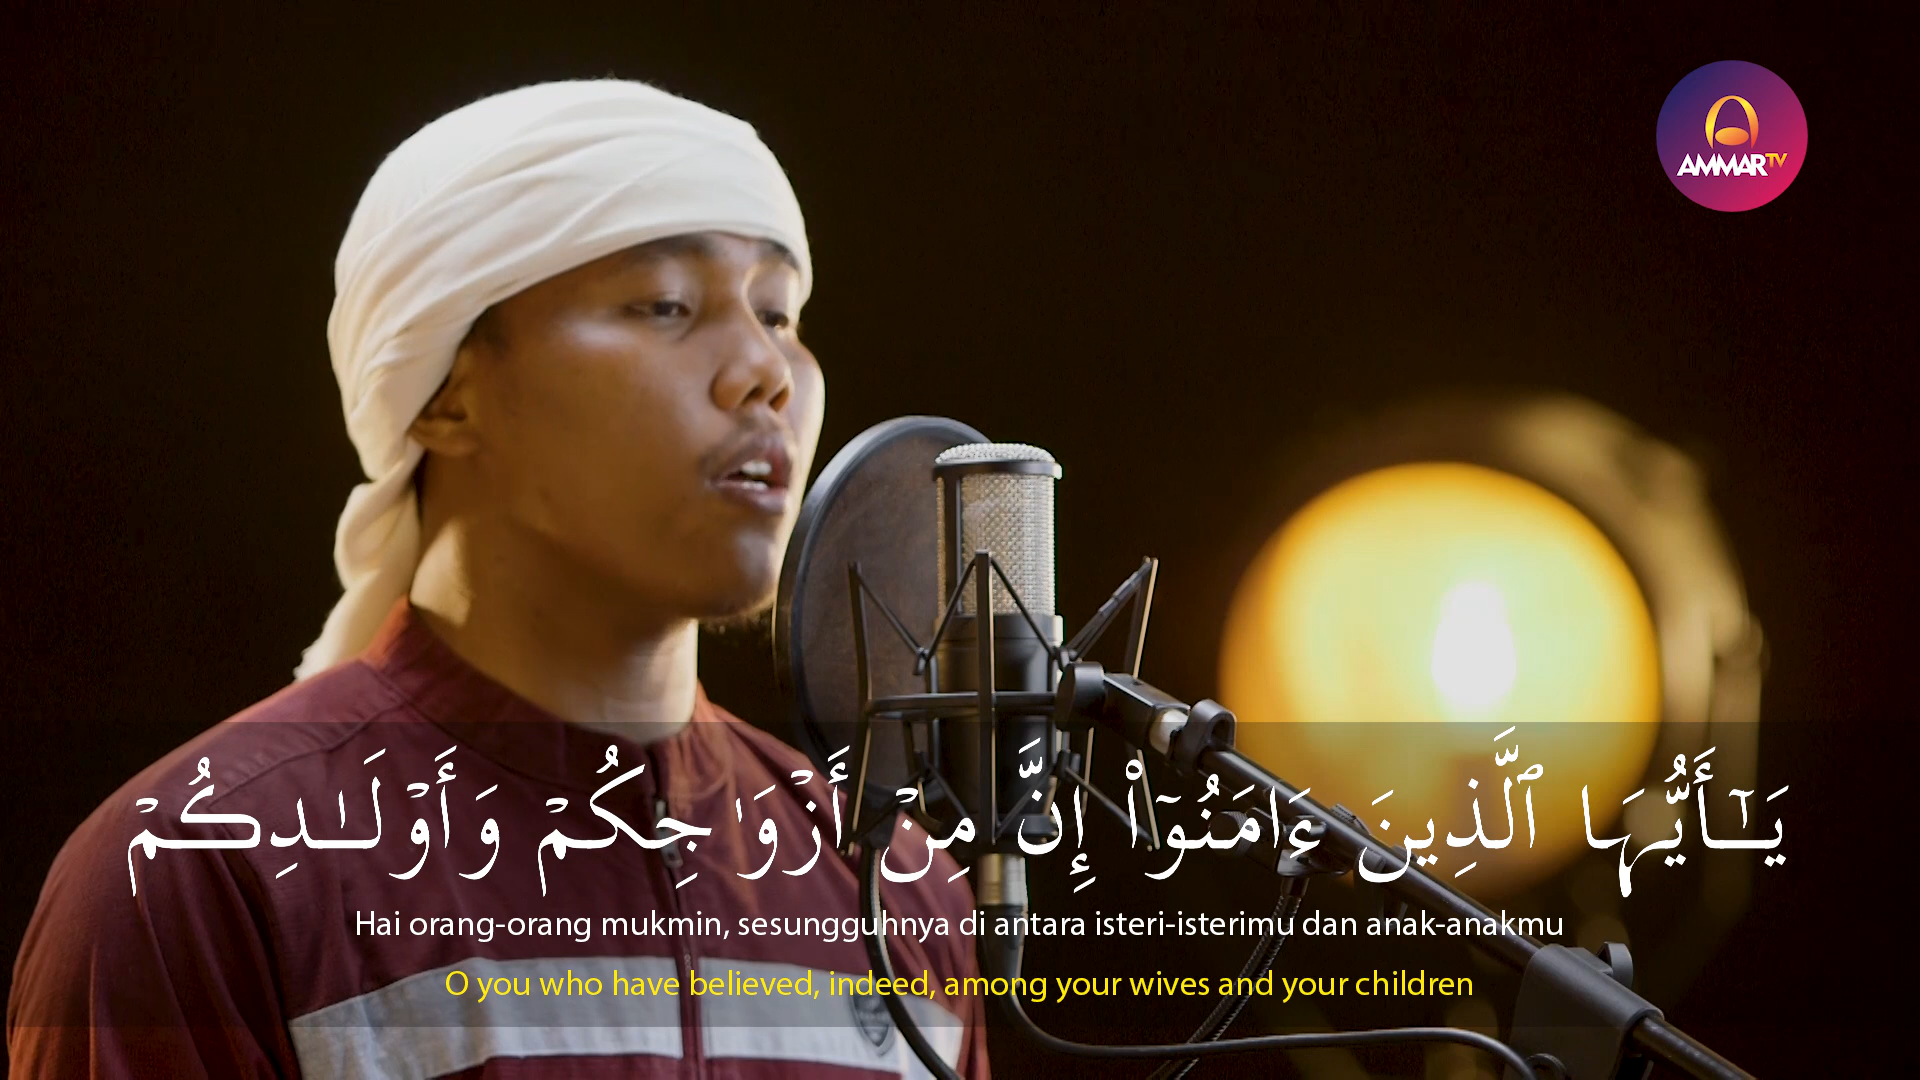 AMMARTV
يَـٰٓأَيُّهَا ٱلَّذِينَ ءَامَنُوٓا۟ إِنَّ مِنْ أَزْوَٰجِكُمْ وَأَوْلَـٰدِكُمْ
Hai orang-orang mukmin, sesungguhnya di antara isteri-isterimu dan anak-anakmu
O you who have believed, indeed, among your wives and your children